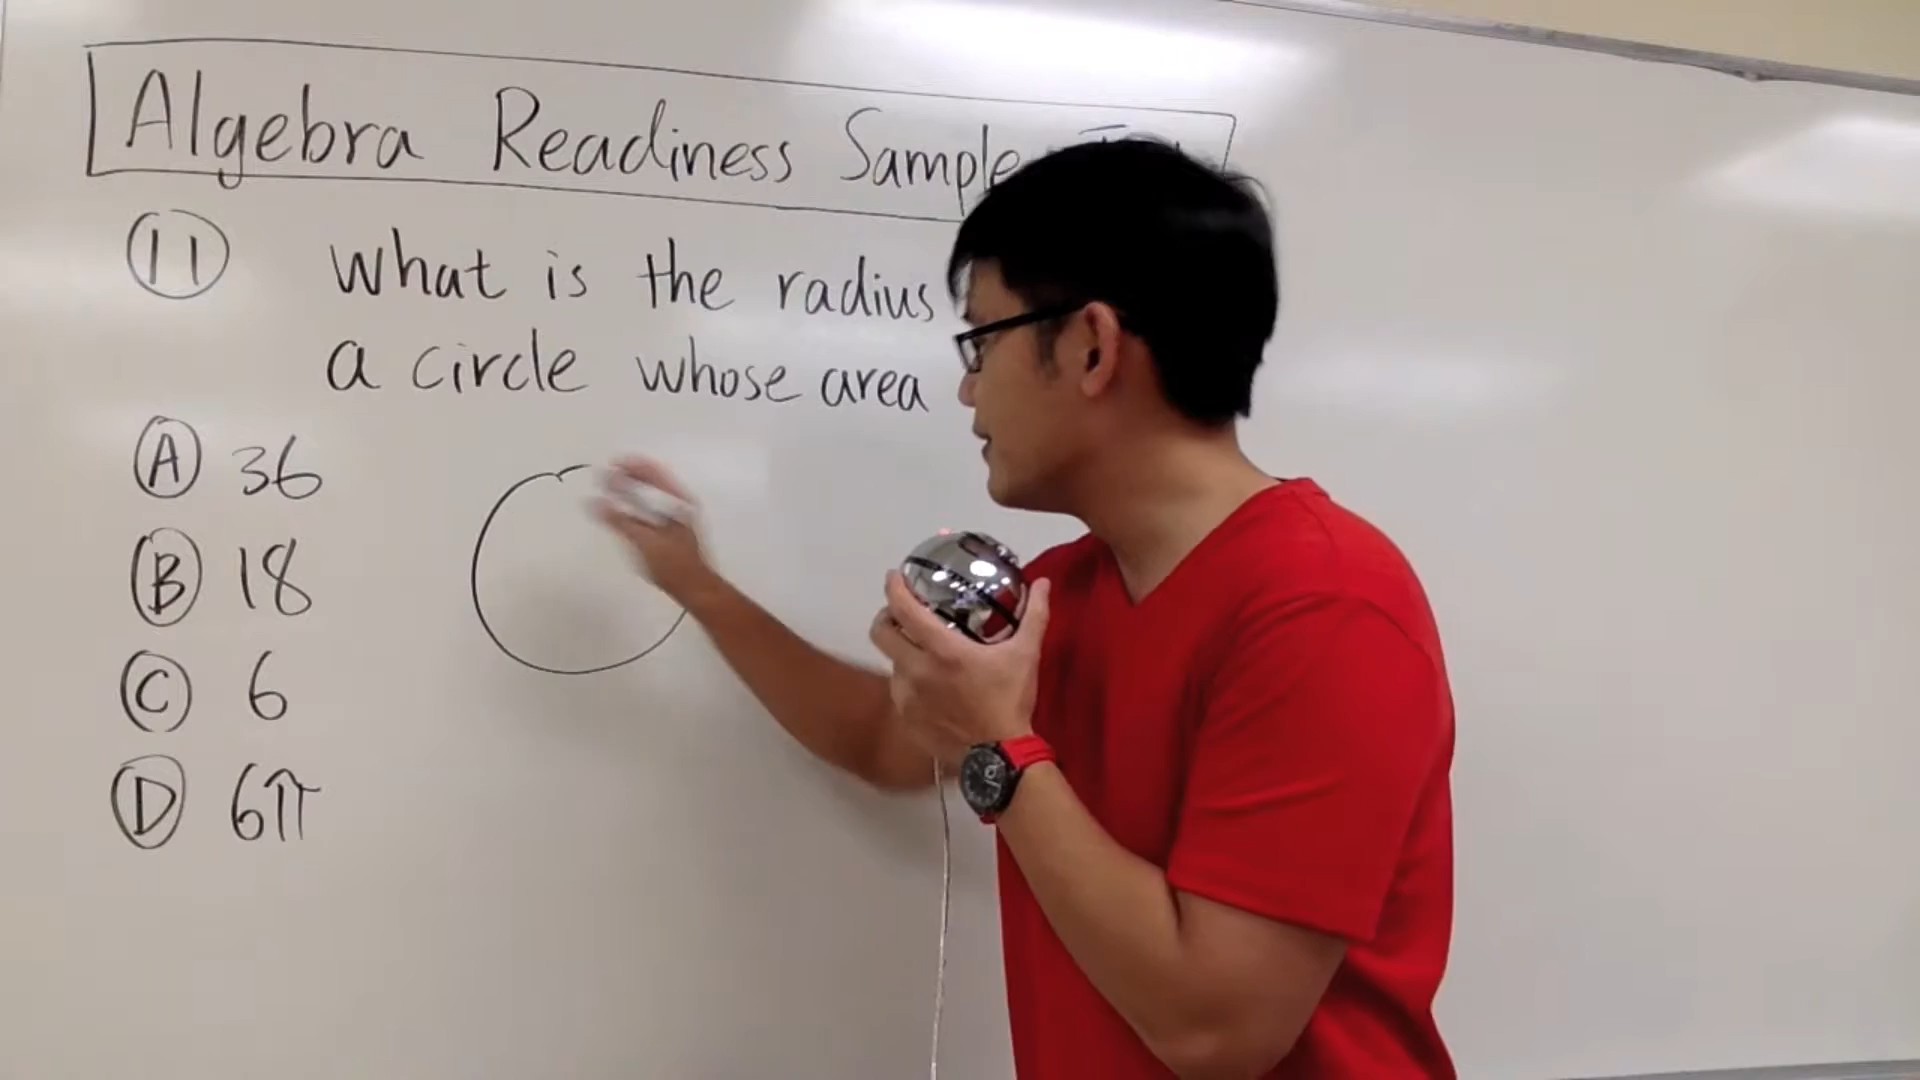 Algebra Readiness Sample
11 What is the radius
a circle whose area
A 36
B 18
C 6
D 6π